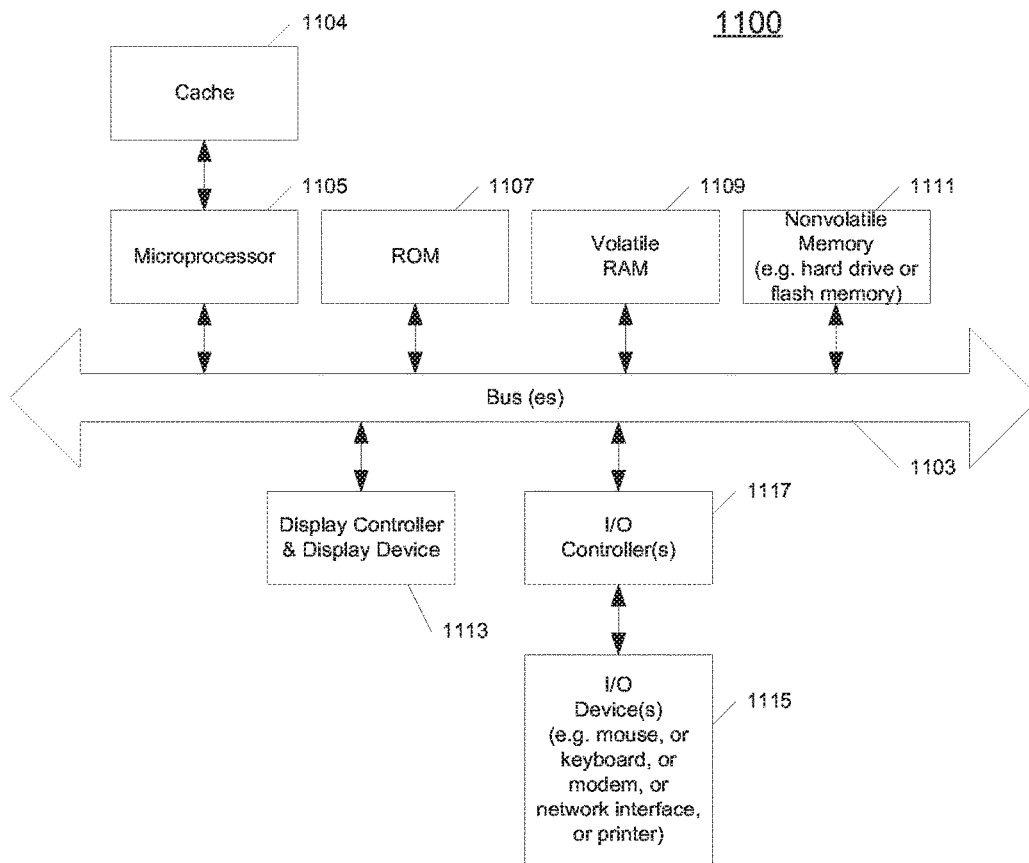 1100
1104
Cache
1105
1107
1109
1111
Microprocessor
ROM
Volatile
RAM
Nonvolatile
Memory
(e.g. hard drive or
flash memory)
Bus (es)
1103
1117
Display Controller
& Display Device
I/O
Controller(s)
1113
1115
I/O
Device(s)
(e.g. mouse, or
keyboard, or
modem, or
network interface,
or printer)